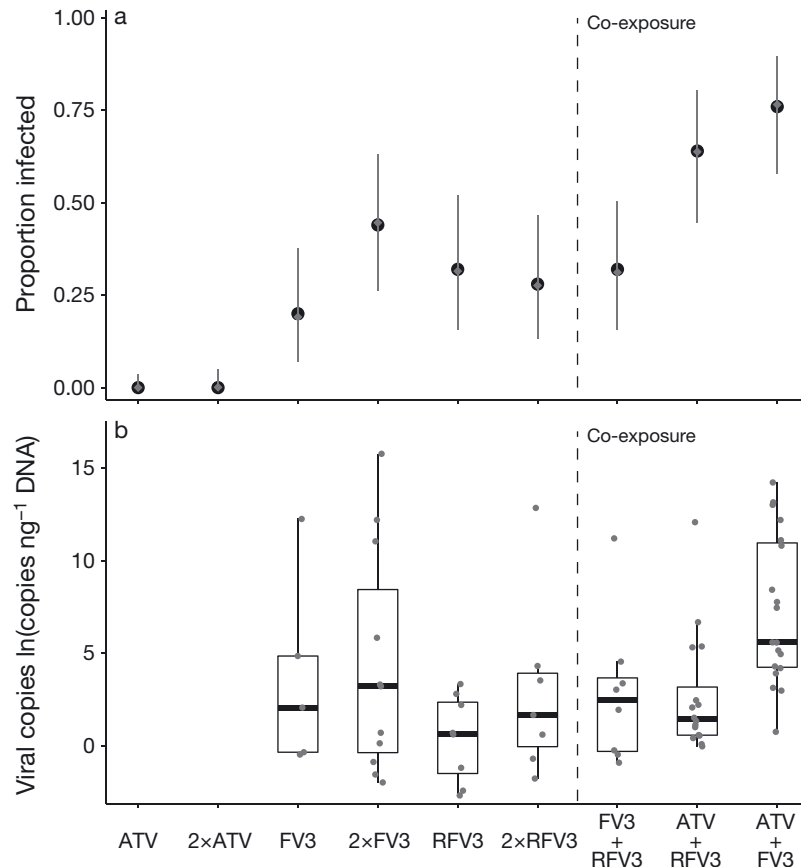 a
Co-exposure
Proportion infected
1.00
0.75
0.50
0.25
0.00
b
Co-exposure
Viral copies ln(copies ng⁻¹ DNA)
15
10
5
0
ATV
2×ATV
FV3
2×FV3
RFV3
2×RFV3
FV3
+
RFV3
ATV
+
RFV3
ATV
+
FV3